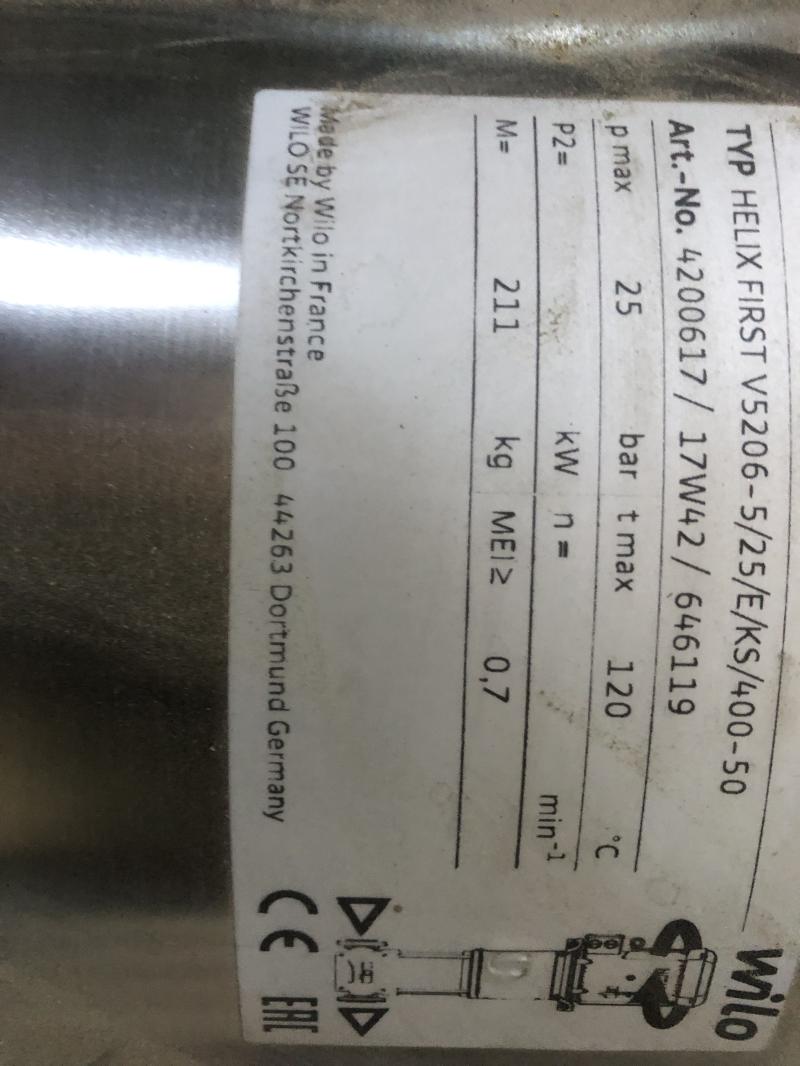 wilo
TYP HELIX FIRST V5206-5/25/E/KS/400-50
Art.-No. 4200617 / 17W42 / 646119
p max 25 bar t max 120 °C
P2= kW n = min⁻¹
M= 211 kg MEI≥ 0,7
Made by Wilo in France
WILO SE Nortkirchenstraße 100 44263 Dortmund Germany
CE EAC